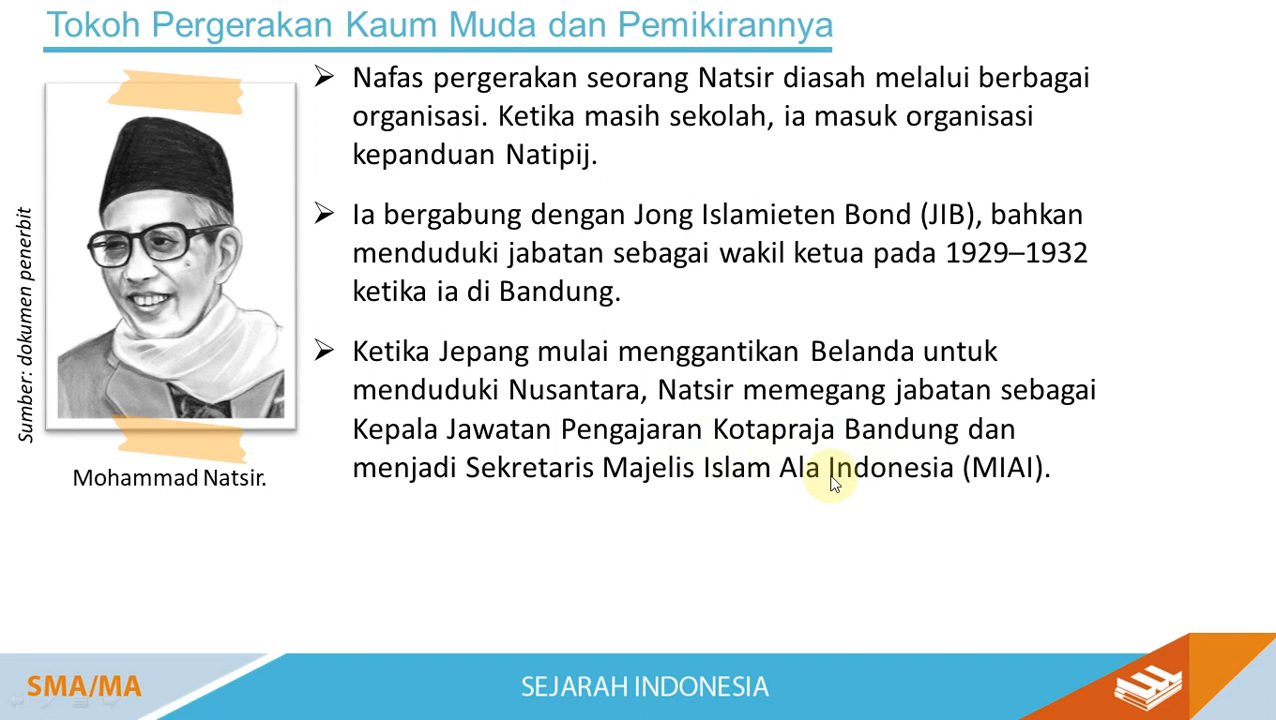 Tokoh Pergerakan Kaum Muda dan Pemikirannya
Nafas pergerakan seorang Natsir diasah melalui berbagai
organisasi. Ketika masih sekolah, ia masuk organisasi
kepanduan Natipij.
Ia bergabung dengan Jong Islamieten Bond (JIB), bahkan
menduduki jabatan sebagai wakil ketua pada 1929–1932
ketika ia di Bandung.
Ketika Jepang mulai menggantikan Belanda untuk
menduduki Nusantara, Natsir memegang jabatan sebagai
Kepala Jawatan Pengajaran Kotapraja Bandung dan
menjadi Sekretaris Majelis Islam Ala Indonesia (MIAI).
Sumber: dokumen penerbit
Mohammad Natsir.
SMA/MA
SEJARAH INDONESIA